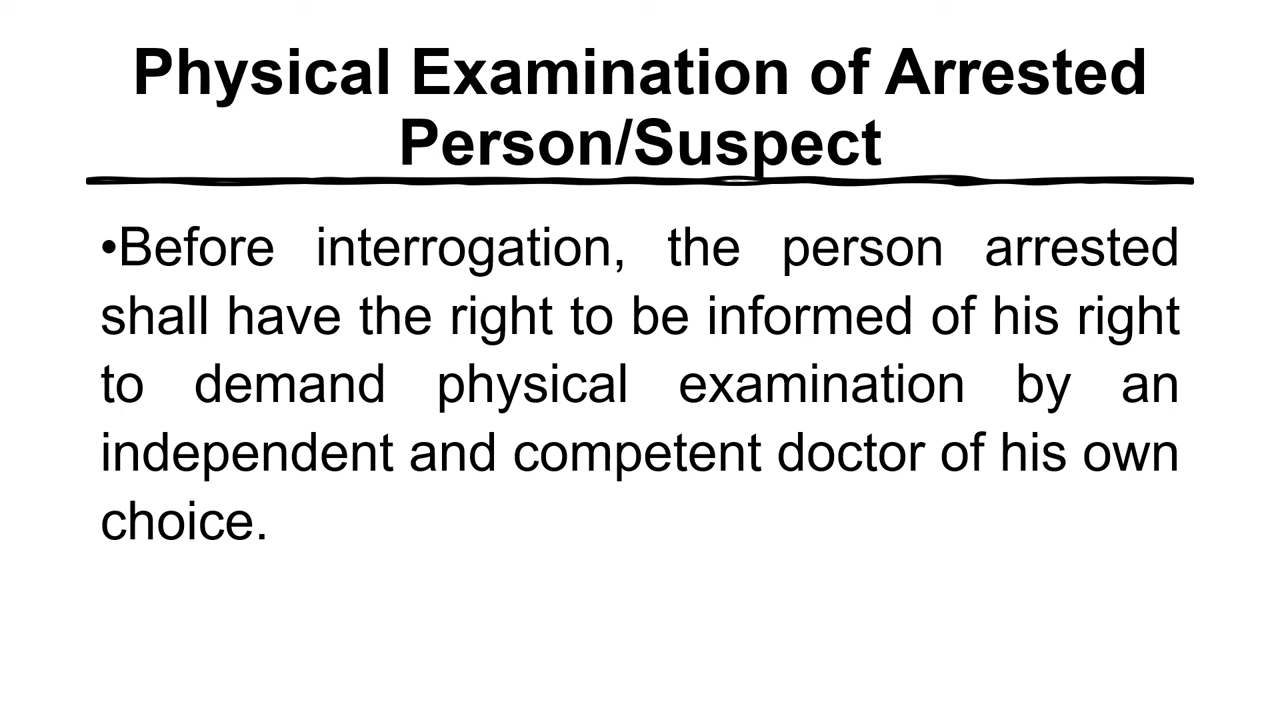 Physical Examination of Arrested
Person/Suspect
•Before interrogation, the person arrested
shall have the right to be informed of his right
to demand physical examination by an
independent and competent doctor of his own
choice.